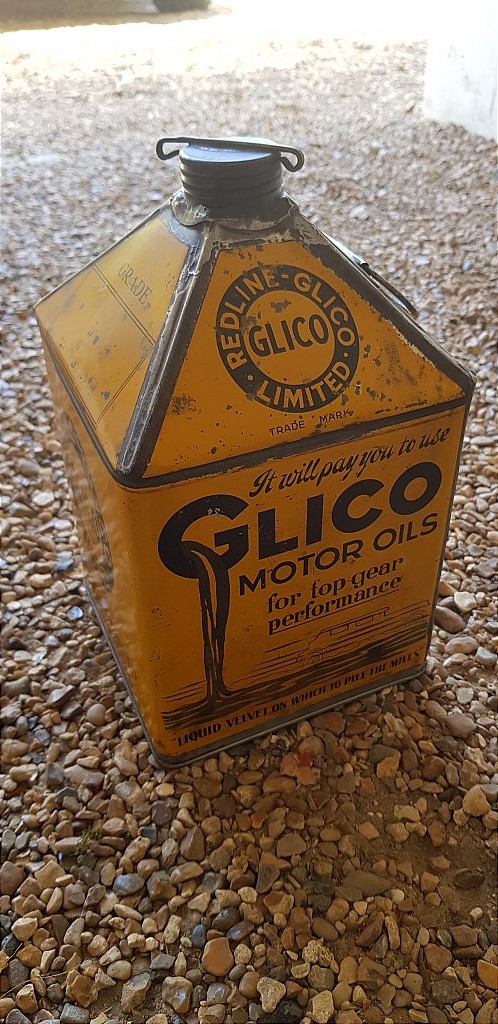 GRADE
REDLINE-GLICO
GLICO
· LIMITED ·
TRADE MARK
It will pay you to use
GLICO
MOTOR OILS
for top-gear
performance
LIQUID VELVET, ON WHICH TO PILE THE MILES